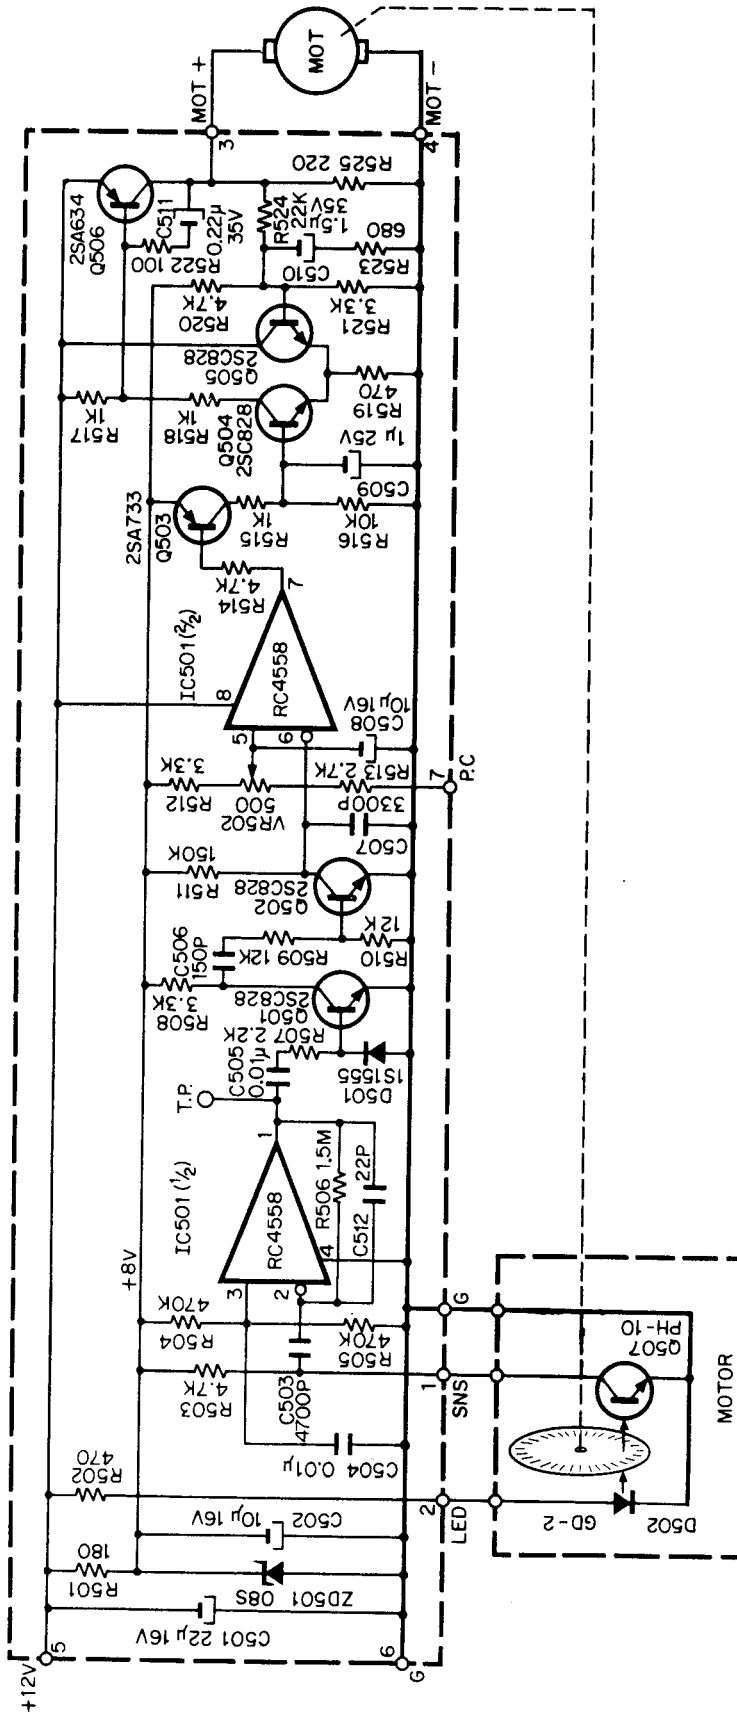 +12V
5
6
G
C501 22μ 16V
R501
180
ZD501 08S
C502
10μ 16V
R502
470
2
LED
C504 0.01μ
R503
4.7K
C503
4700P
1
SNS
R504
470K
R505
470K
G
+8V
3
2
4
1
IC501(1/2)
RC4558
R506 1.5M
C512 22P
T.P.
C505
0.01μ
R507 2.2K
D501
1S1555
R508
3.3K
Q501
2SC828
C506
150P
R509 12K
R510
12K
R511
150K
Q502
2SC828
C507
3300P
R512
3.3K
VR502
500
R513 2.7K
7
P.C
C508
10μ 16V
5
6
8
7
IC501(2/2)
RC4558
R514
4.7K
2SA733
Q503
R515
1K
R516
10K
C509
1μ 25V
R517
1K
R518
1K
Q504
2SC828
R519
470
Q505
2SC828
R520
4.7K
R521
3.3K
C510
1.5μ
35V
R523
680
R522 100
R524
22K
2SA634
Q506
C511
0.22μ
35V
R525 220
3
MOT +
4
MOT -
MOT
GD-2
D502
Q507
PH-10
MOTOR